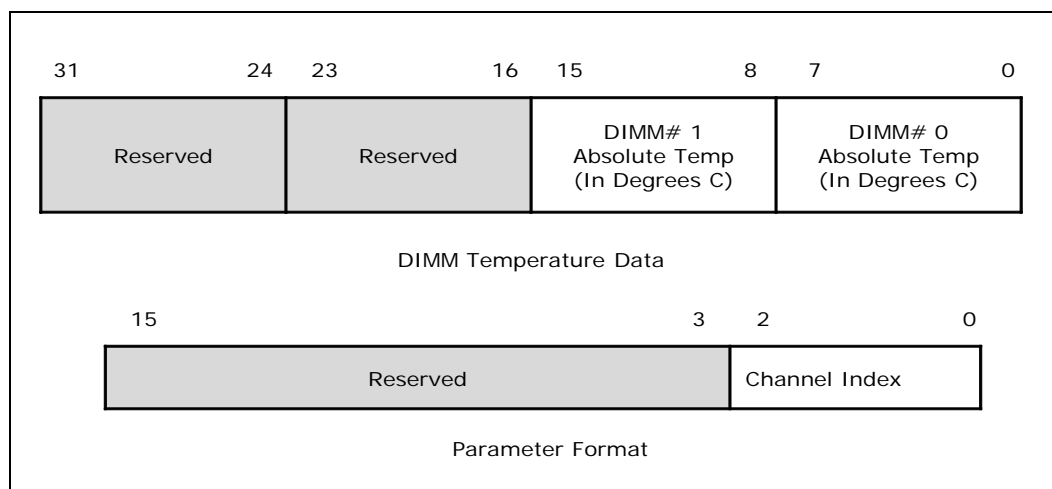 31 24 23 16 15 8 7 0
Reserved Reserved DIMM# 1 Absolute Temp (In Degrees C) DIMM# 0 Absolute Temp (In Degrees C)
DIMM Temperature Data
15 3 2 0
Reserved Channel Index
Parameter Format